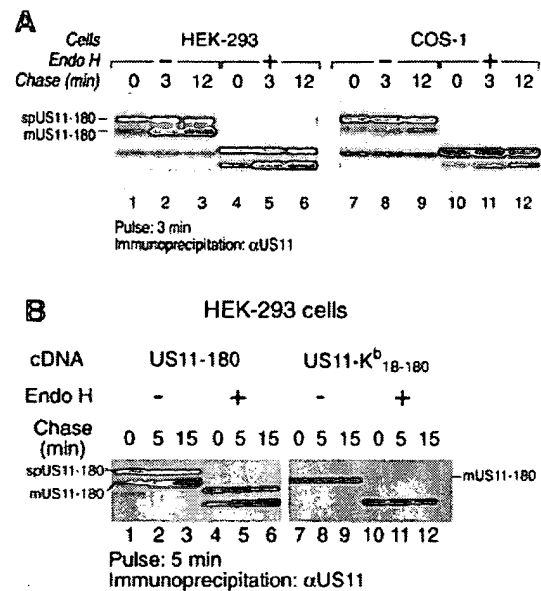 A
Cells HEK-293 COS-1
Endo H − + − +
Chase (min) 0 3 12 0 3 12 0 3 12 0 3 12
spUS11-180
mUS11-180
1 2 3 4 5 6 7 8 9 10 11 12
Pulse: 3 min
Immunoprecipitation: αUS11
B
HEK-293 cells
cDNA US11-180 US11-Kb18-180
Endo H - + - +
Chase (min) 0 5 15 0 5 15 0 5 15 0 5 15
spUS11-180
mUS11-180
mUS11-180
1 2 3 4 5 6 7 8 9 10 11 12
Pulse: 5 min
Immunoprecipitation: αUS11